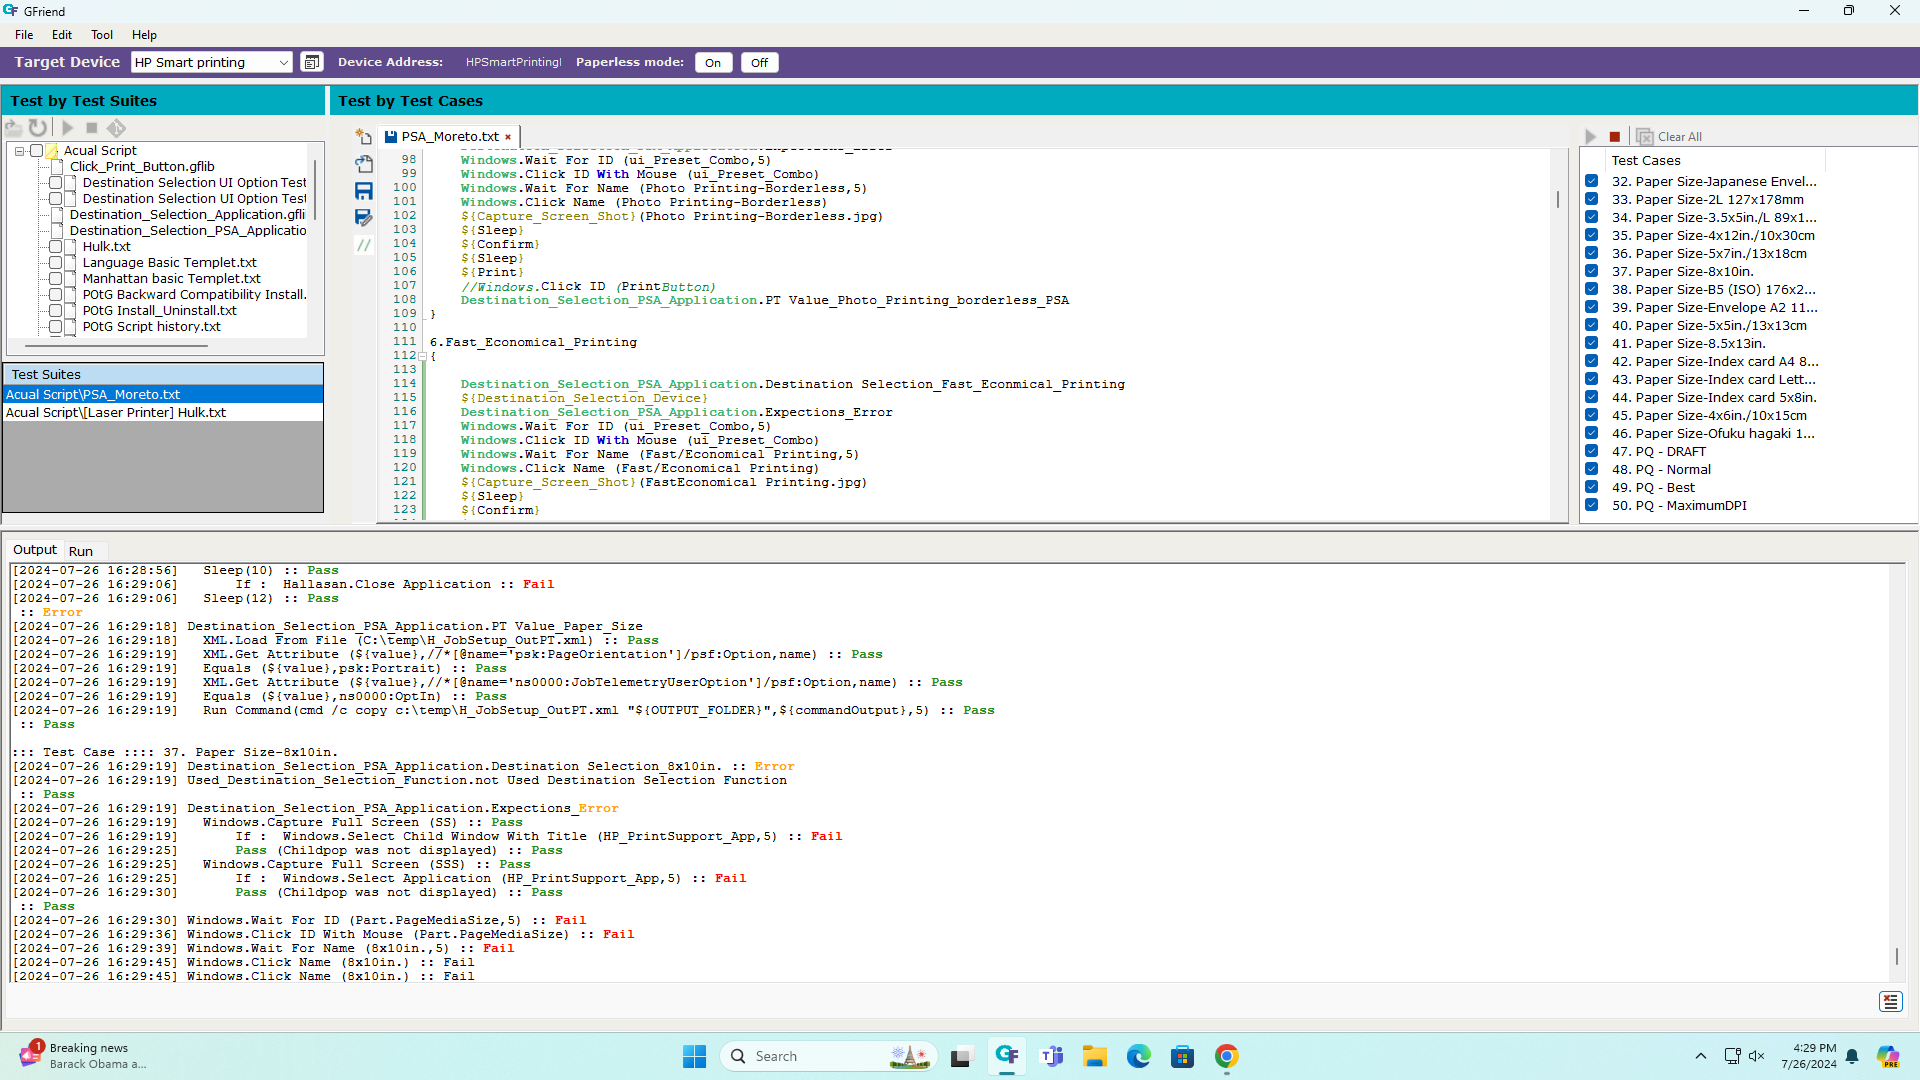 GFriend
File Edit Tool Help
Target Device HP Smart printing Device Address: HPSmartPrintingI Paperless mode: On Off
Test by Test Suites
Test by Test Cases
Acual Script
Click_Print_Button.gflib
Destination Selection UI Option Test
Destination Selection UI Option Test
Destination_Selection_Application.gfli
Destination_Selection_PSA_Applicatio
Hulk.txt
Language Basic Templet.txt
Manhattan basic Templet.txt
POtG Backward Compatibility Install.
POtG Install_Uninstall.txt
POtG Script history.txt
Test Suites
Acual Script\PSA_Moreto.txt
Acual Script\[Laser Printer] Hulk.txt
PSA_Moreto.txt ×
//
98 Windows.Wait For ID (ui_Preset_Combo,5)
99 Windows.Click ID With Mouse (ui_Preset_Combo)
100 Windows.Wait For Name (Photo Printing-Borderless,5)
101 Windows.Click Name (Photo Printing-Borderless)
102 ${Capture_Screen_Shot}(Photo Printing-Borderless.jpg)
103 ${Sleep}
104 ${Confirm}
105 ${Sleep}
106 ${Print}
107 //Windows.Click ID (PrintButton)
108 Destination_Selection_PSA_Application.PT Value_Photo_Printing_borderless_PSA
109 }
110
111 6.Fast_Economical_Printing
112 {
113
114 Destination_Selection_PSA_Application.Destination Selection_Fast_Econmical_Printing
115 ${Destination_Selection_Device}
116 Destination_Selection_PSA_Application.Expections_Error
117 Windows.Wait For ID (ui_Preset_Combo,5)
118 Windows.Click ID With Mouse (ui_Preset_Combo)
119 Windows.Wait For Name (Fast/Economical Printing,5)
120 Windows.Click Name (Fast/Economical Printing)
121 ${Capture_Screen_Shot}(FastEconomical Printing.jpg)
122 ${Sleep}
123 ${Confirm}
Clear All
Test Cases
32. Paper Size-Japanese Envel...
33. Paper Size-2L 127x178mm
34. Paper Size-3.5x5in./L 89x1...
35. Paper Size-4x12in./10x30cm
36. Paper Size-5x7in./13x18cm
37. Paper Size-8x10in.
38. Paper Size-B5 (ISO) 176x2...
39. Paper Size-Envelope A2 11...
40. Paper Size-5x5in./13x13cm
41. Paper Size-8.5x13in.
42. Paper Size-Index card A4 8...
43. Paper Size-Index card Lett...
44. Paper Size-Index card 5x8in.
45. Paper Size-4x6in./10x15cm
46. Paper Size-Ofuku hagaki 1...
47. PQ - DRAFT
48. PQ - Normal
49. PQ - Best
50. PQ - MaximumDPI
Output Run
[2024-07-26 16:28:56] Sleep(10) :: Pass
[2024-07-26 16:29:06] If : Hallasan.Close Application :: Fail
[2024-07-26 16:29:06] Sleep(12) :: Pass
:: Error
[2024-07-26 16:29:18] Destination_Selection_PSA_Application.PT Value_Paper_Size
[2024-07-26 16:29:18] XML.Load From File (C:\temp\H_JobSetup_OutPT.xml) :: Pass
[2024-07-26 16:29:19] XML.Get Attribute (${value},//*[@name='psk:PageOrientation']/psf:Option,name) :: Pass
[2024-07-26 16:29:19] Equals (${value},psk:Portrait) :: Pass
[2024-07-26 16:29:19] XML.Get Attribute (${value},//*[@name='ns0000:JobTelemetryUserOption']/psf:Option,name) :: Pass
[2024-07-26 16:29:19] Equals (${value},ns0000:OptIn) :: Pass
[2024-07-26 16:29:19] Run Command(cmd /c copy c:\temp\H_JobSetup_OutPT.xml "${OUTPUT_FOLDER}",${commandOutput},5) :: Pass
:: Pass
::: Test Case :::: 37. Paper Size-8x10in.
[2024-07-26 16:29:19] Destination_Selection_PSA_Application.Destination Selection_8x10in. :: Error
[2024-07-26 16:29:19] Used_Destination_Selection_Function.not Used Destination Selection Function
:: Pass
[2024-07-26 16:29:19] Destination_Selection_PSA_Application.Expections_Error
[2024-07-26 16:29:19] Windows.Capture Full Screen (SS) :: Pass
[2024-07-26 16:29:19] If : Windows.Select Child Window With Title (HP_PrintSupport_App,5) :: Fail
[2024-07-26 16:29:25] Pass (Childpop was not displayed) :: Pass
[2024-07-26 16:29:25] Windows.Capture Full Screen (SSS) :: Pass
[2024-07-26 16:29:25] If : Windows.Select Application (HP_PrintSupport_App,5) :: Fail
[2024-07-26 16:29:30] Pass (Childpop was not displayed) :: Pass
:: Pass
[2024-07-26 16:29:30] Windows.Wait For ID (Part.PageMediaSize,5) :: Fail
[2024-07-26 16:29:36] Windows.Click ID With Mouse (Part.PageMediaSize) :: Fail
[2024-07-26 16:29:39] Windows.Wait For Name (8x10in.,5) :: Fail
[2024-07-26 16:29:45] Windows.Click Name (8x10in.) :: Fail
[2024-07-26 16:29:45] Windows.Click Name (8x10in.) :: Fail
1
Breaking news
Barack Obama a...
Search
4:29 PM
7/26/2024
PRE